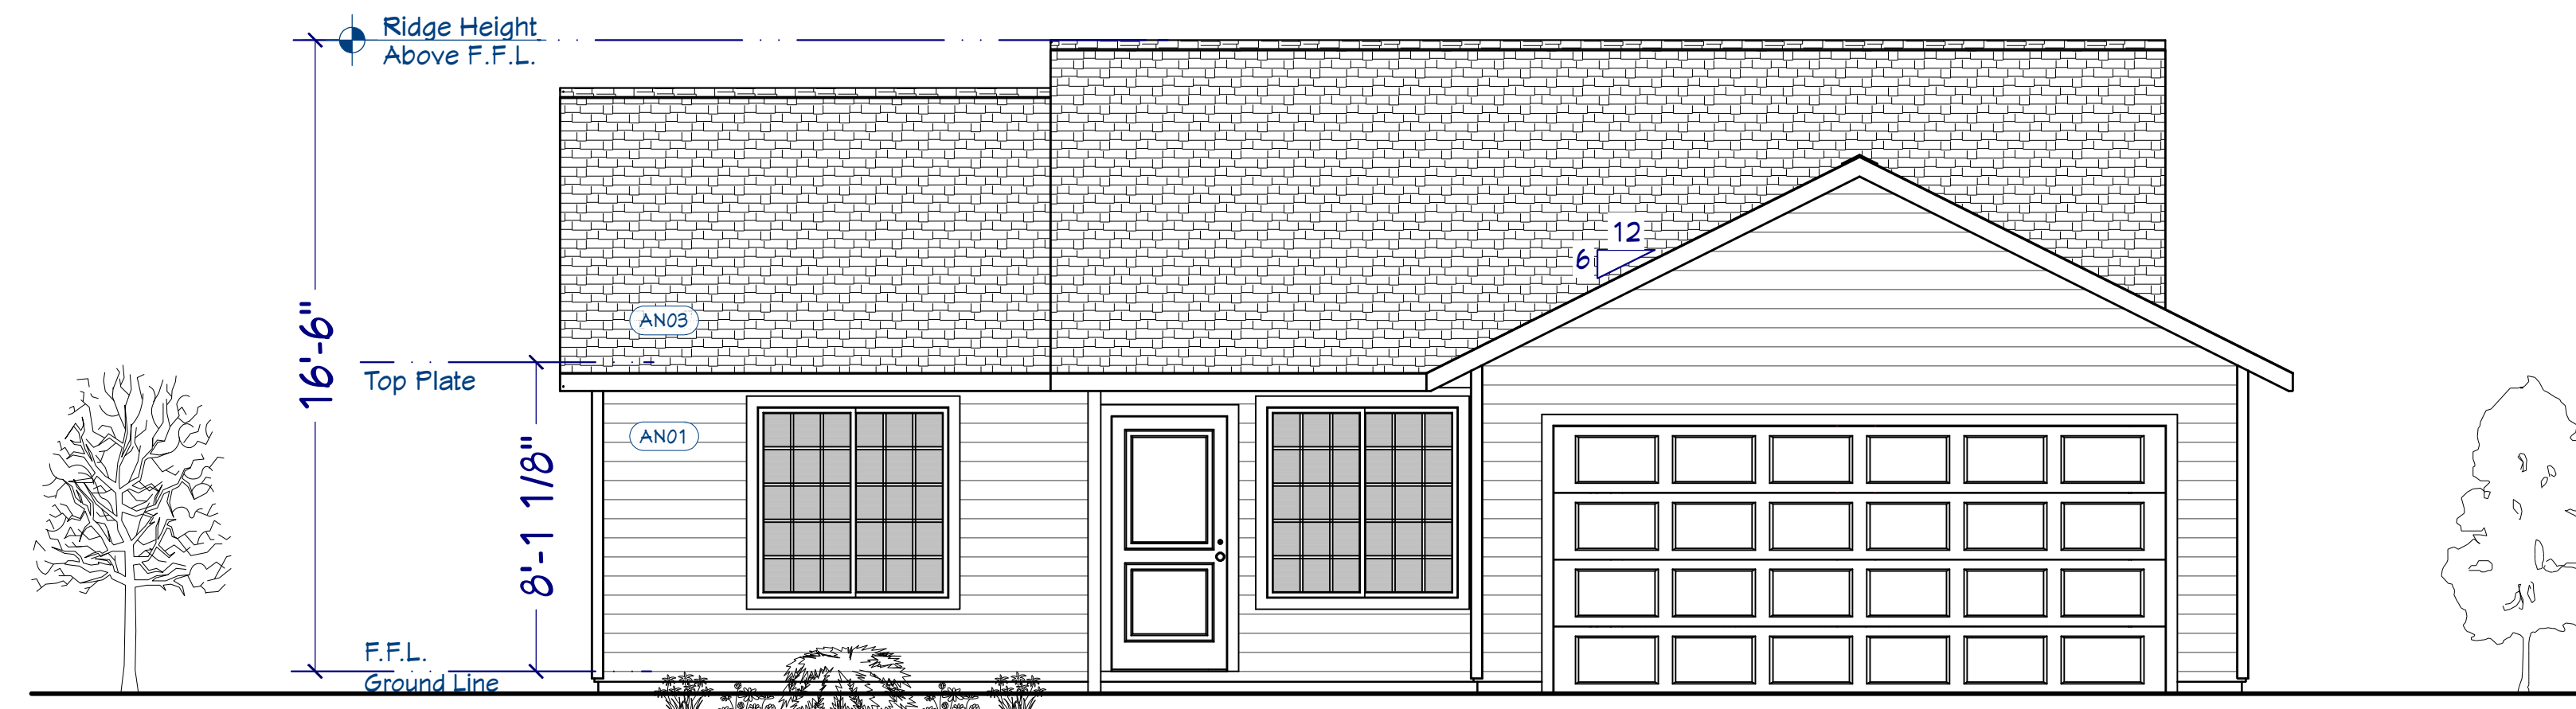 Ridge Height
Above F.F.L.
12
6
16'-6"
AN03
Top Plate
AN01
8'-1 1/8"
F.F.L.
Ground Line